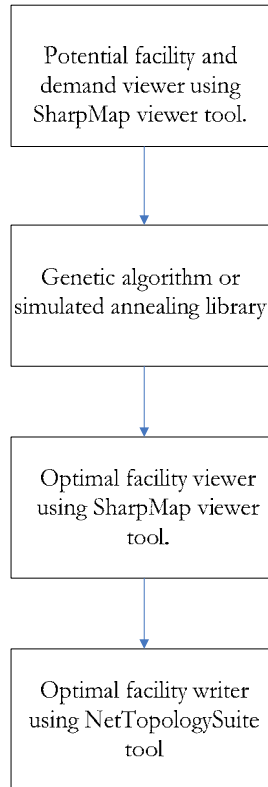 Potential facility and
demand viewer using
SharpMap viewer tool.
Genetic algorithm or
simulated annealing library
Optimal facility viewer
using SharpMap viewer
tool.
Optimal facility writer
using NetTopologySuite
tool